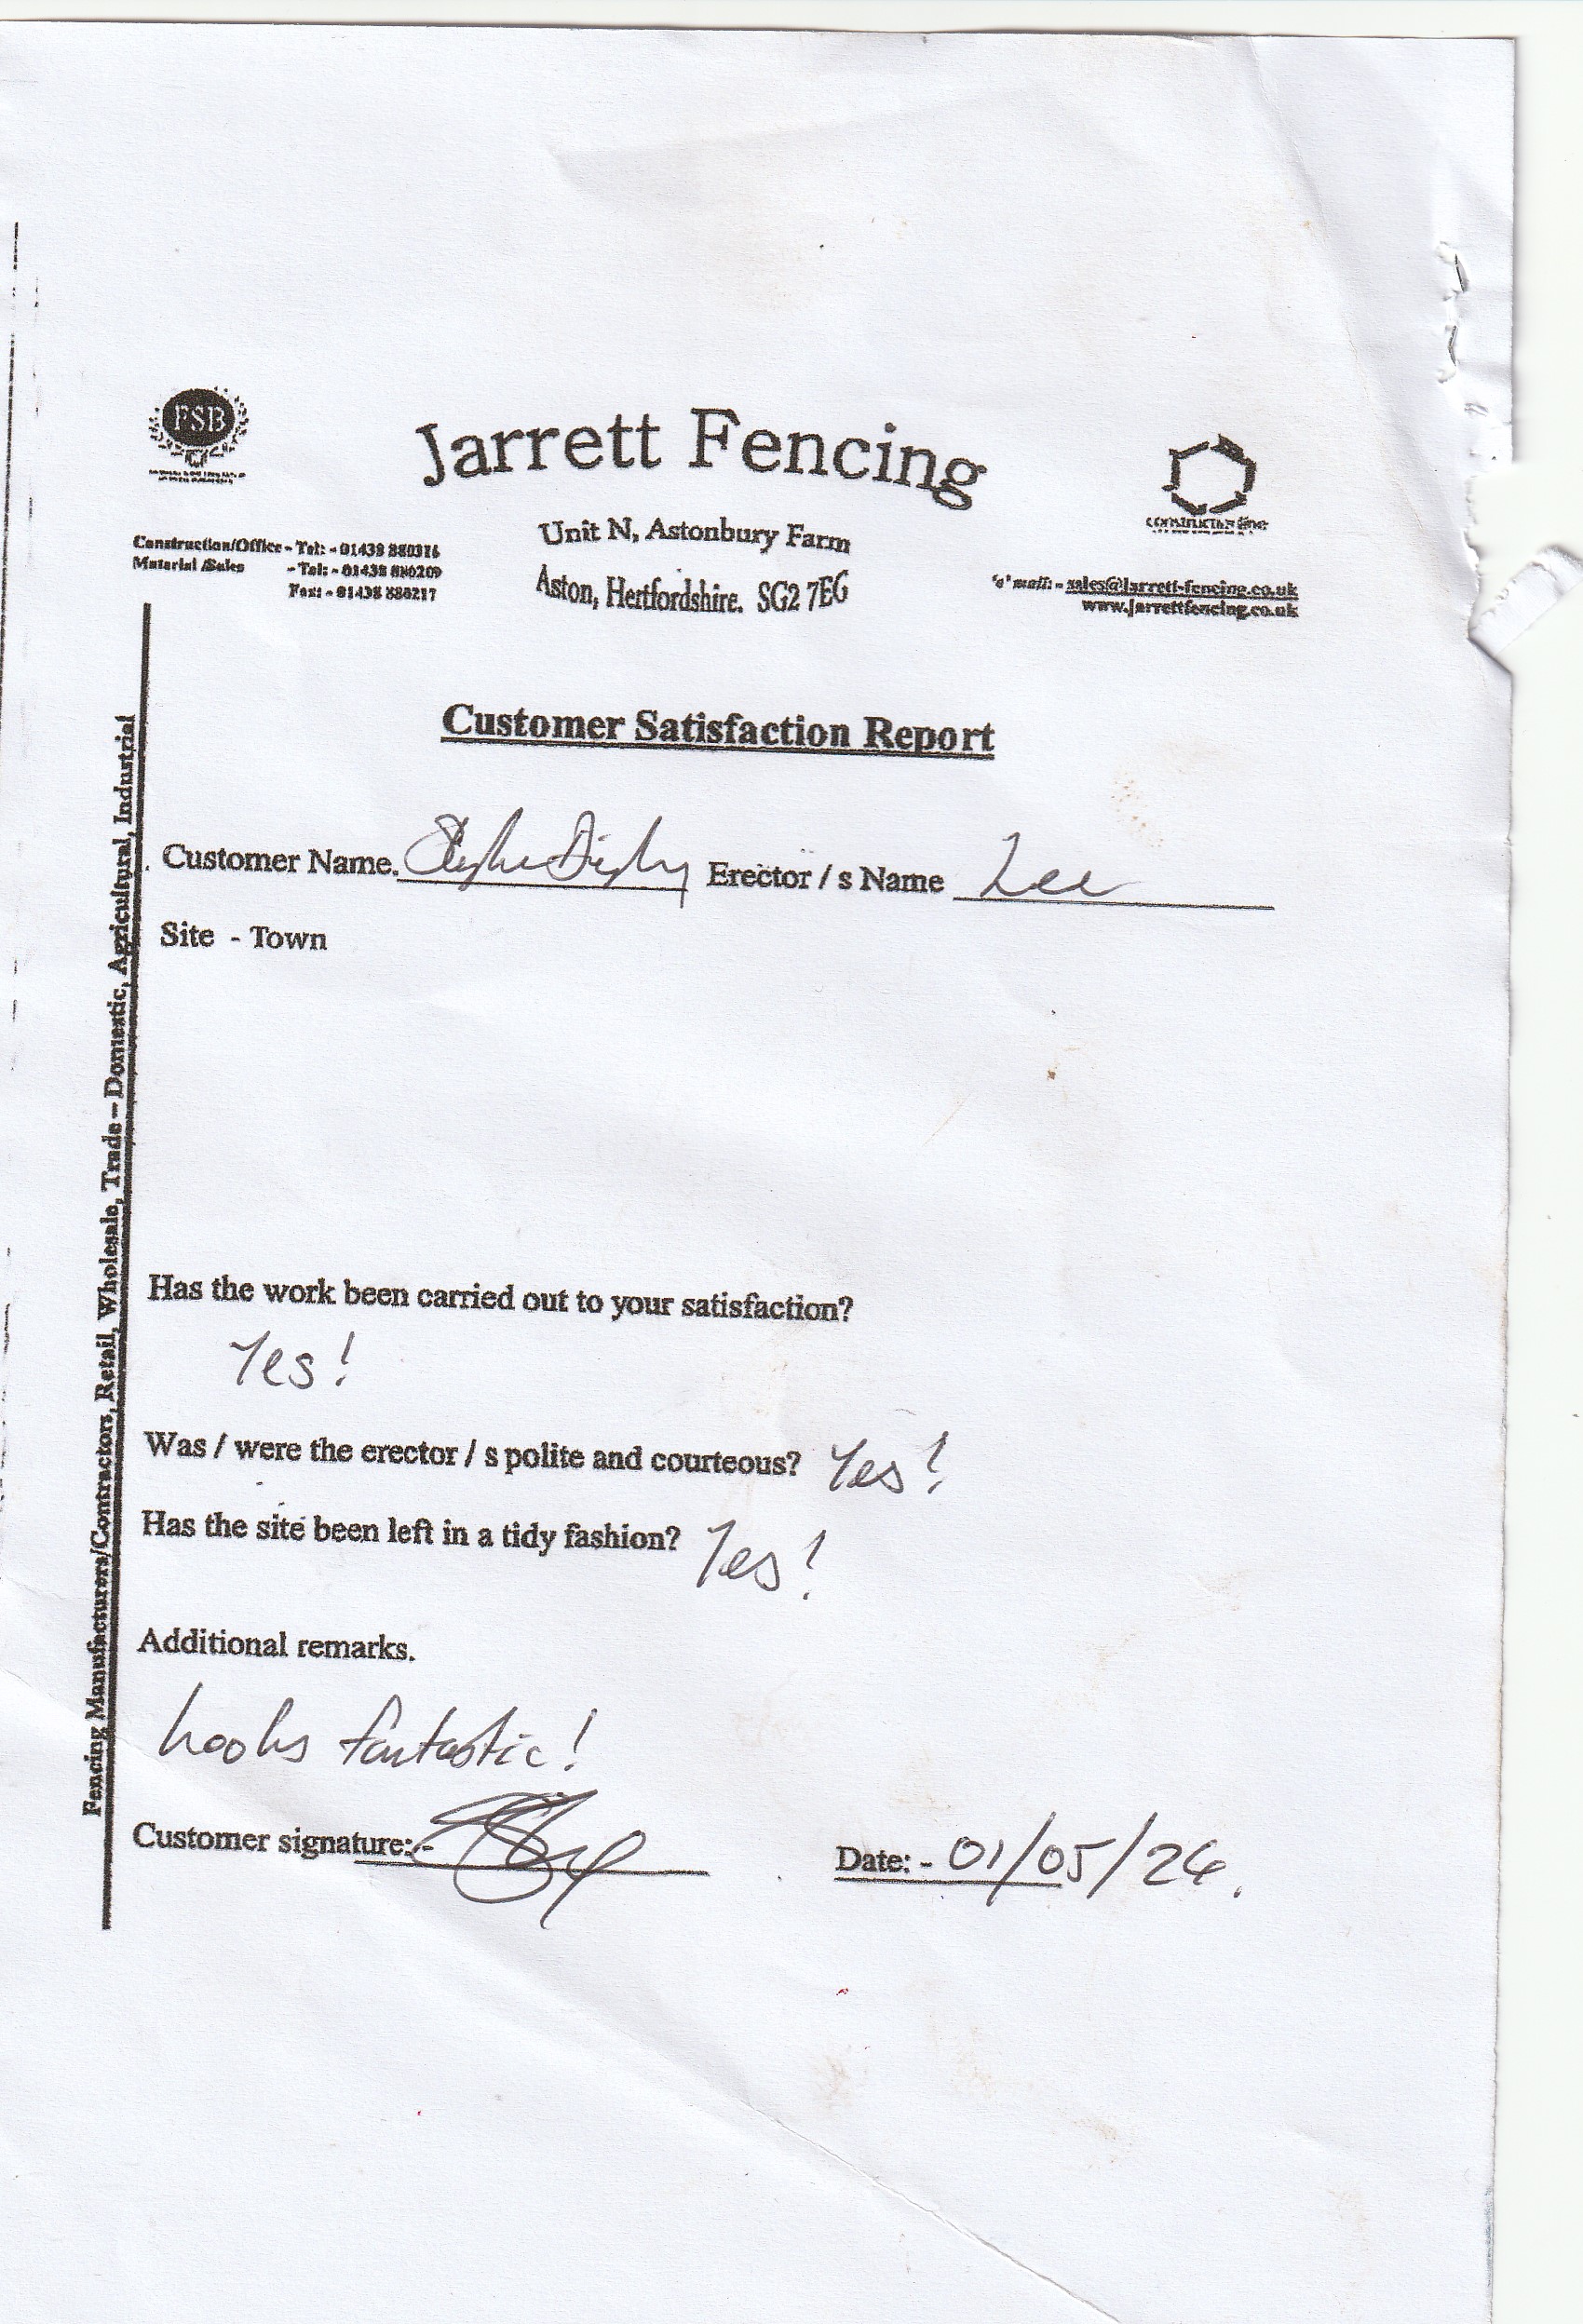 FSB
Jarrett Fencing
Unit N, Astonbury Farm
Aston, Hertfordshire. SG2 7EG
Construction/Office - Tel: - 01438 880316
Material /Sales - Tel: - 01438 880209
Fax: - 01438 880217
constructionline
'e' mail: - sales@jarrett-fencing.co.uk
www.jarrettfencing.co.uk
Fencing Manufacturers/Contractors, Retail, Wholesale, Trade – Domestic, Agricultural, Industrial
Customer Satisfaction Report
Customer Name. Erector / s Name Lee
Site - Town
Has the work been carried out to your satisfaction?
Yes!
Was / were the erector / s polite and courteous? Yes!
Has the site been left in a tidy fashion? Yes!
Additional remarks.
Looks fantastic!
Customer signature:- Date: - 01/05/26.